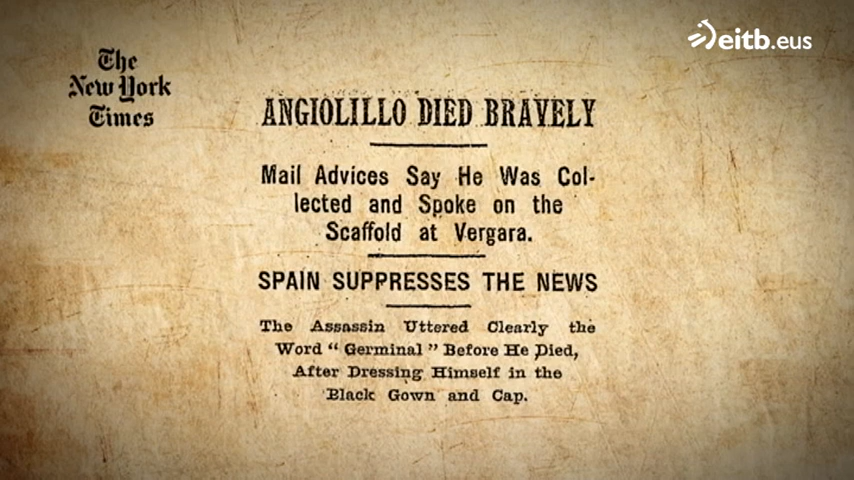 eitb.eus
The
New York
Times
ANGIOLILLO DIED BRAVELY
Mail Advices Say He Was Col-
lected and Spoke on the
Scaffold at Vergara.
SPAIN SUPPRESSES THE NEWS
The Assassin Uttered Clearly the
Word “ Germinal ” Before He Died,
After Dressing Himself in the
Black Gown and Cap.